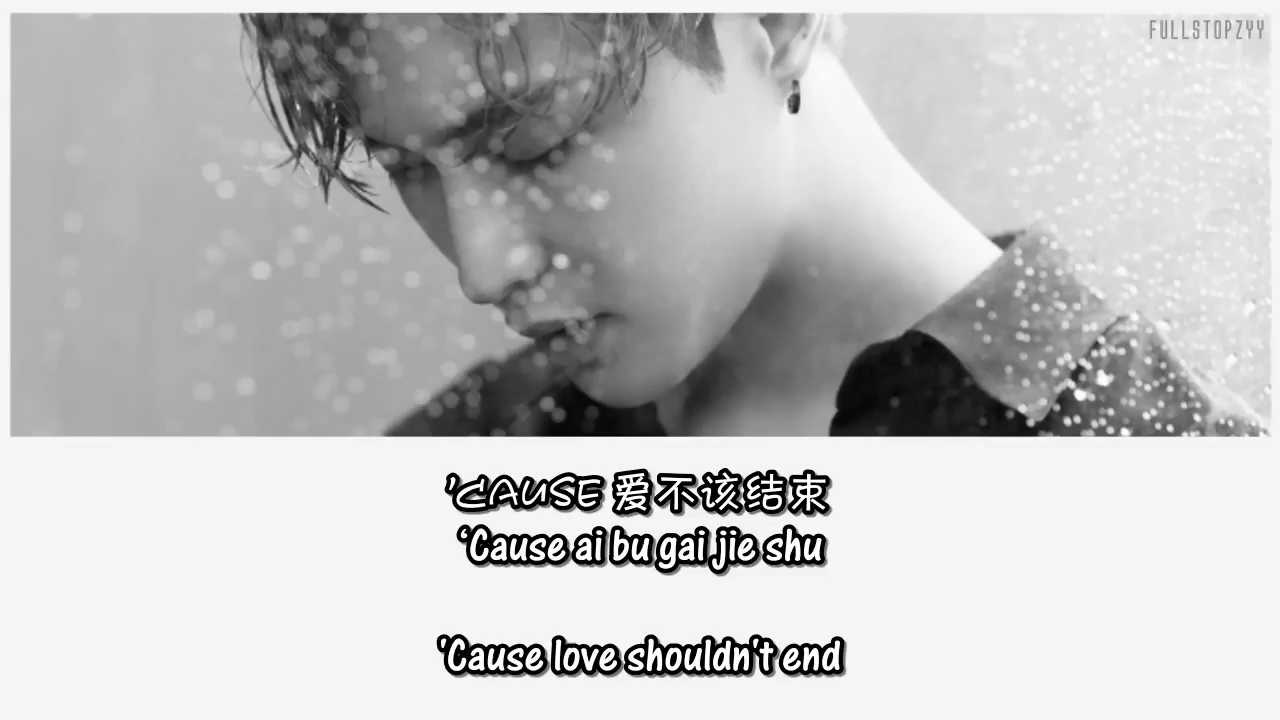 FULLSTOPZYY
'CAUSE 爱不该结束
‘Cause ai bu gai jie shu
'Cause love shouldn't end